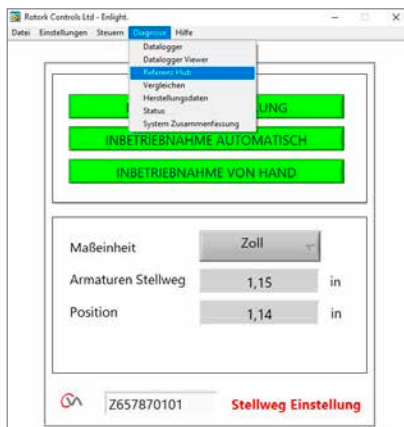 Rotork Controls Ltd - Enlight.
Datei Einstellungen Steuern Diagnose Hilfe
Datalogger
Datalogger Viewer
Referenz Hub
Vergleichen
Herstellungsdaten
Status
System Zusammenfassung
UNG
INBETRIEBNAHME AUTOMATISCH
INBETRIEBNAHME VON HAND
Maßeinheit Zoll
Armaturen Stellweg 1,15 in
Position 1,14 in
Z657870101 Stellweg Einstellung